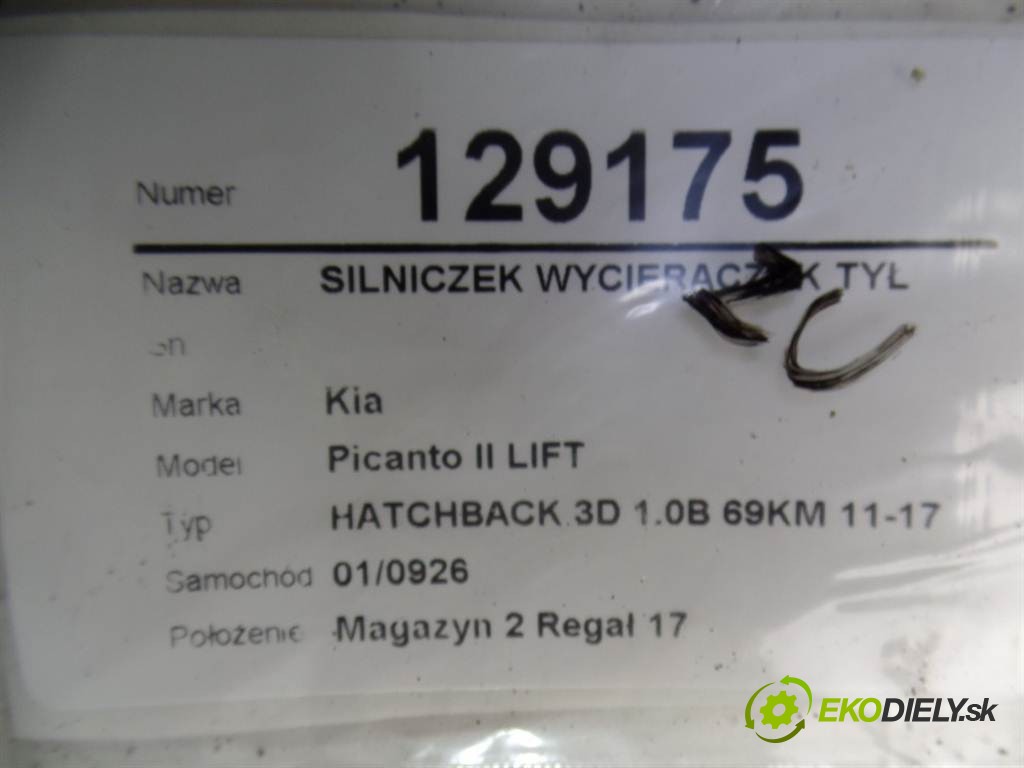 Numer 129175
Nazwa SILNICZEK WYCIERACZEK TYŁ
Marka Kia
Model Picanto II LIFT
Typ HATCHBACK 3D 1.0B 69KM 11-17
Samochód 01/0926
Położenie Magazyn 2 Regał 17
EKODIELY.sk